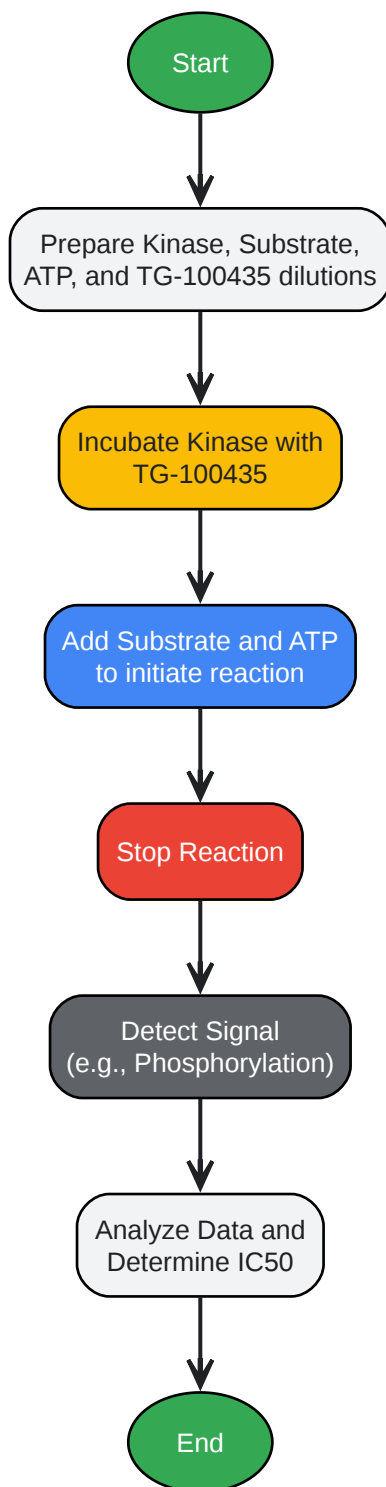 Start
Prepare Kinase, Substrate,
ATP, and TG-100435 dilutions
Incubate Kinase with
TG-100435
Add Substrate and ATP
to initiate reaction
Stop Reaction
Detect Signal
(e.g., Phosphorylation)
Analyze Data and
Determine IC50
End